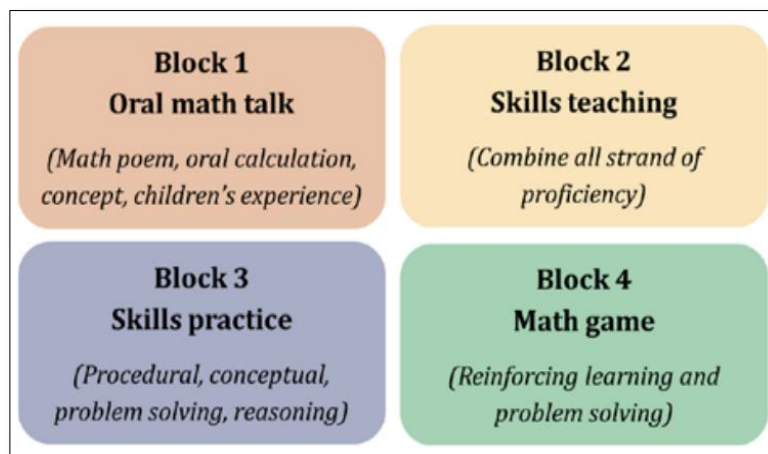 Block 1
Oral math talk
(Math poem, oral calculation,
concept, children's experience)
Block 2
Skills teaching
(Combine all strand of
proficiency)
Block 3
Skills practice
(Procedural, conceptual,
problem solving, reasoning)
Block 4
Math game
(Reinforcing learning and
problem solving)